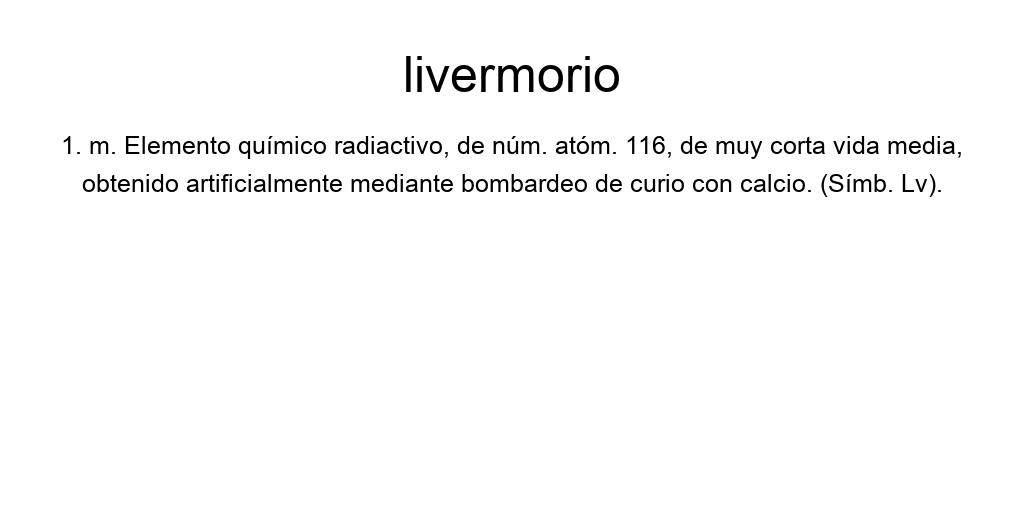 livermorio
1. m. Elemento químico radiactivo, de núm. atóm. 116, de muy corta vida media,
obtenido artificialmente mediante bombardeo de curio con calcio. (Símb. Lv).